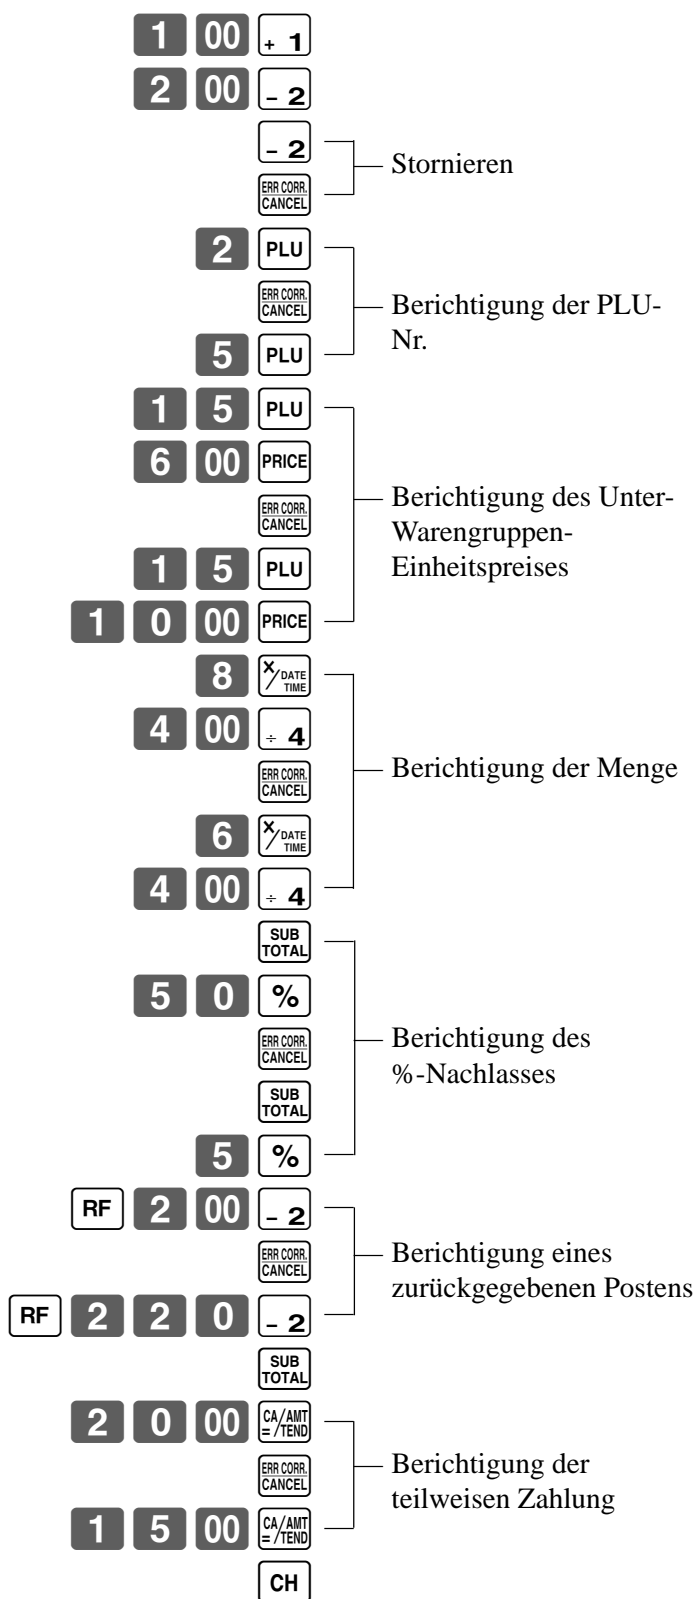 1 00 + 1
2 00 - 2
- 2
Stornieren
ERR CORR. CANCEL
2 PLU
ERR CORR. CANCEL
Berichtigung der PLU-
Nr.
5 PLU
1 5 PLU
6 00 PRICE
Berichtigung des Unter-
ERR CORR. CANCEL
Warengruppen-
Einheitspreises
1 5 PLU
1 0 00 PRICE
8 X/DATE TIME
4 00 ÷ 4
Berichtigung der Menge
ERR CORR. CANCEL
6 X/DATE TIME
4 00 ÷ 4
SUB TOTAL
5 0 %
ERR CORR. CANCEL
Berichtigung des
%-Nachlasses
SUB TOTAL
5 %
RF 2 00 - 2
ERR CORR. CANCEL
Berichtigung eines
zurückgegebenen Postens
RF 2 2 0 - 2
SUB TOTAL
2 0 00 CA/AMT =/TEND
ERR CORR. CANCEL
Berichtigung der
teilweisen Zahlung
1 5 00 CA/AMT =/TEND
CH